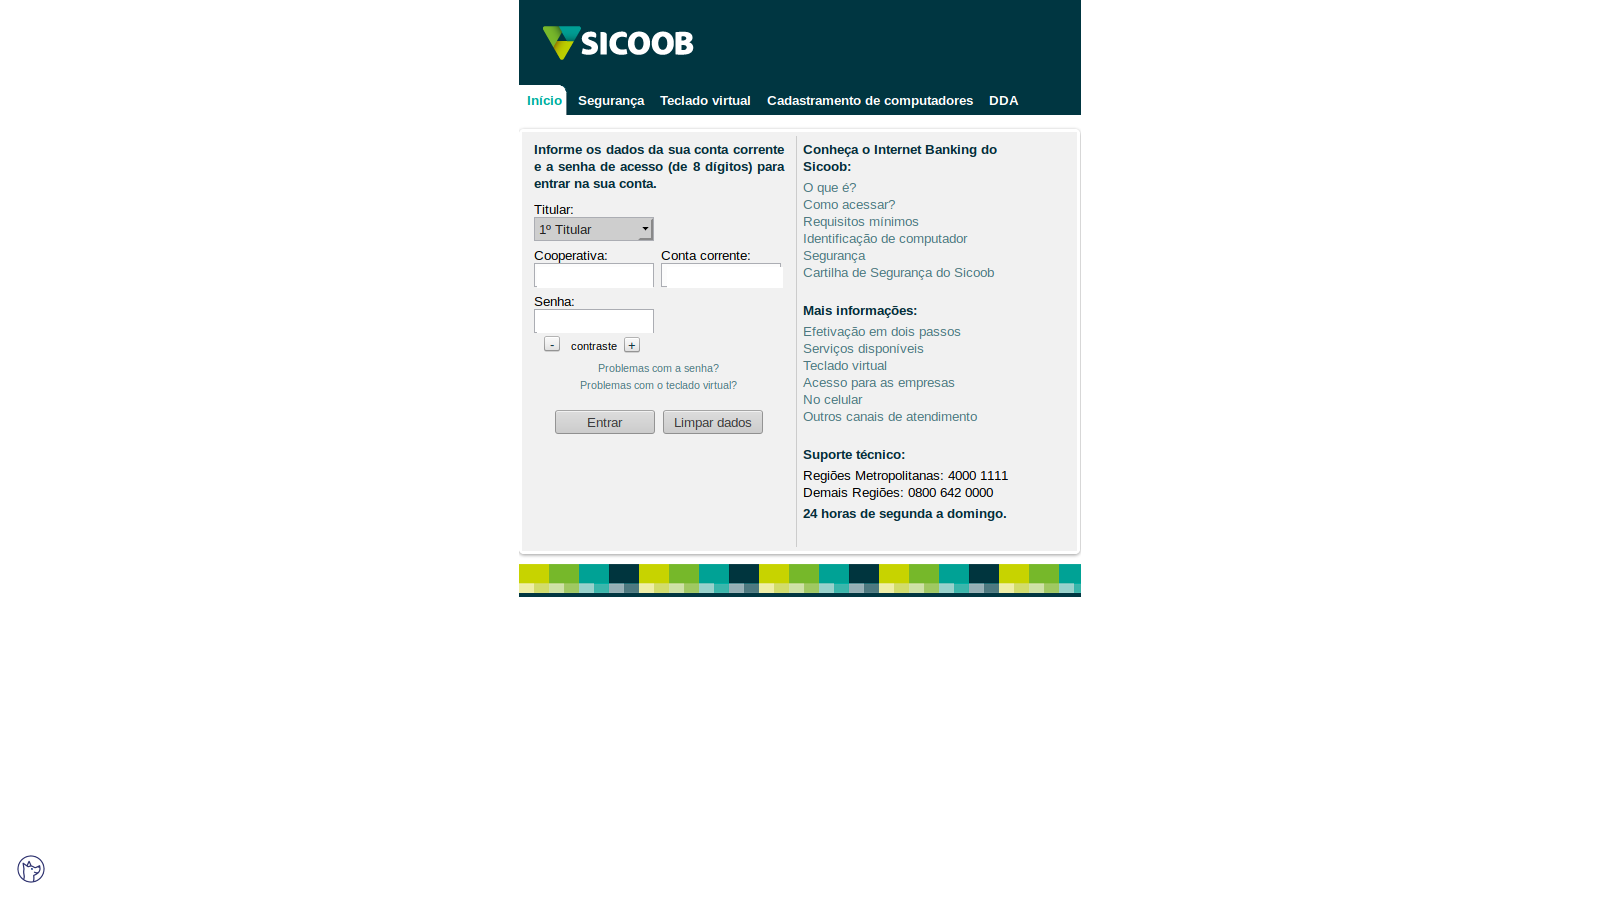 SICOOB
Início Segurança Teclado virtual Cadastramento de computadores DDA
Informe os dados da sua conta corrente
e a senha de acesso (de 8 dígitos) para
entrar na sua conta.
Titular:
1º Titular
Cooperativa: Conta corrente:
Senha:
- contraste +
Problemas com a senha?
Problemas com o teclado virtual?
Entrar Limpar dados
Conheça o Internet Banking do
Sicoob:
O que é?
Como acessar?
Requisitos mínimos
Identificação de computador
Segurança
Cartilha de Segurança do Sicoob
Mais informações:
Efetivação em dois passos
Serviços disponíveis
Teclado virtual
Acesso para as empresas
No celular
Outros canais de atendimento
Suporte técnico:
Regiões Metropolitanas: 4000 1111
Demais Regiões: 0800 642 0000
24 horas de segunda a domingo.